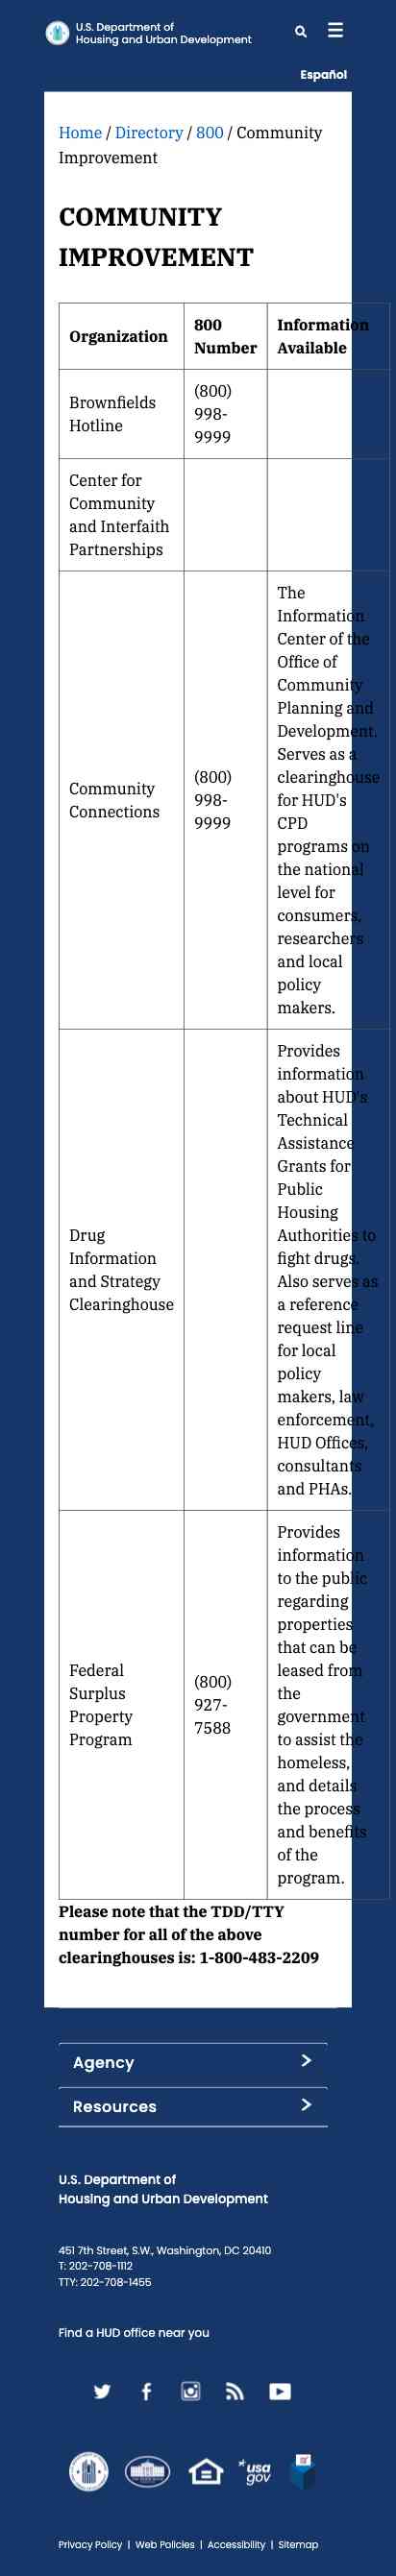 U.S. Department of
Housing and Urban Development
Español
Home / Directory / 800 / Community
Improvement
COMMUNITY
IMPROVEMENT
Organization
800
Number
Information
Available
Brownfields
Hotline
(800)
998-
9999
Center for
Community
and Interfaith
Partnerships
Community
Connections
(800)
998-
9999
The
Information
Center of the
Office of
Community
Planning and
Development.
Serves as a
clearinghouse
for HUD's
CPD
programs on
the national
level for
consumers,
researchers
and local
policy
makers.
Drug
Information
and Strategy
Clearinghouse
Provides
information
about HUD's
Technical
Assistance
Grants for
Public
Housing
Authorities to
fight drugs.
Also serves as
a reference
request line
for local
policy
makers, law
enforcement,
HUD Offices,
consultants
and PHAs.
Federal
Surplus
Property
Program
(800)
927-
7588
Provides
information
to the public
regarding
properties
that can be
leased from
the
government
to assist the
homeless,
and details
the process
and benefits
of the
program.
Please note that the TDD/TTY
number for all of the above
clearinghouses is: 1-800-483-2209
Agency
Resources
U.S. Department of
Housing and Urban Development
451 7th Street, S.W., Washington, DC 20410
T: 202-708-1112
TTY: 202-708-1455
Find a HUD office near you
usa
gov
Privacy Policy | Web Policies | Accessibility | Sitemap